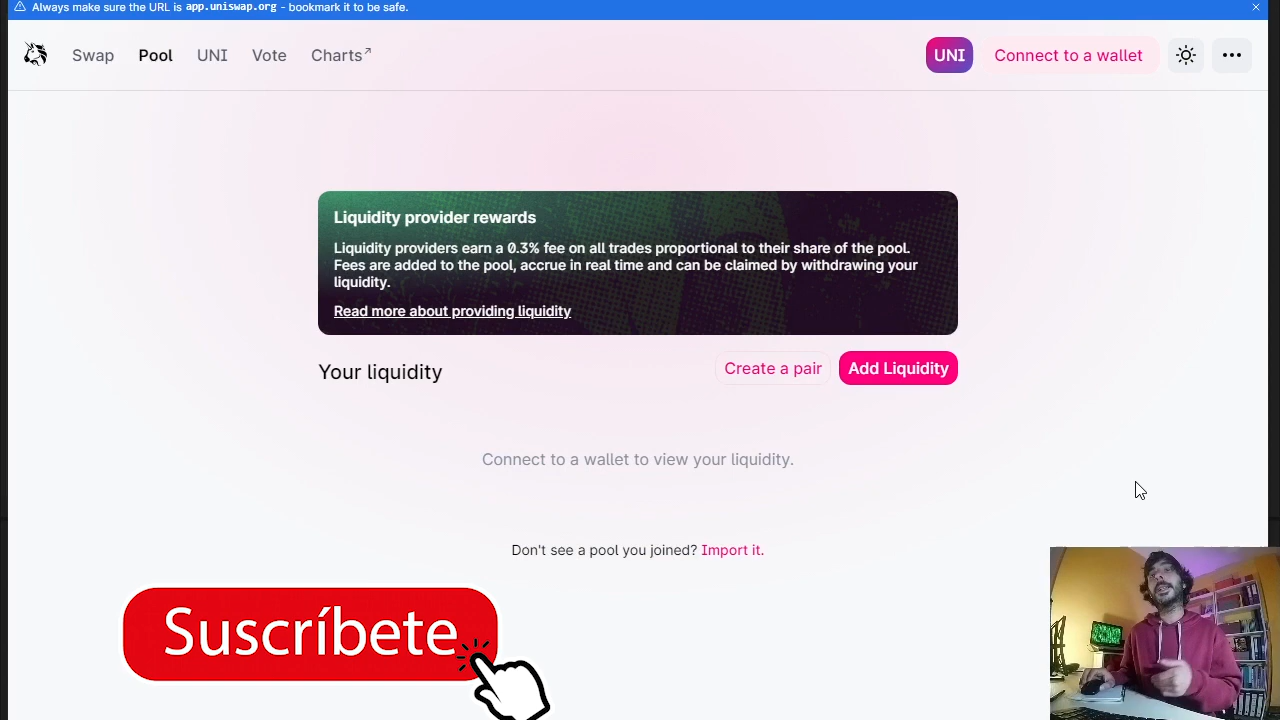 Always make sure the URL is app.uniswap.org - bookmark it to be safe.
Swap Pool UNI Vote Charts↗
UNI Connect to a wallet
Liquidity provider rewards
Liquidity providers earn a 0.3% fee on all trades proportional to their share of the pool.
Fees are added to the pool, accrue in real time and can be claimed by withdrawing your
liquidity.
Read more about providing liquidity
Your liquidity
Create a pair
Add Liquidity
Connect to a wallet to view your liquidity.
Don't see a pool you joined? Import it.
Suscríbete